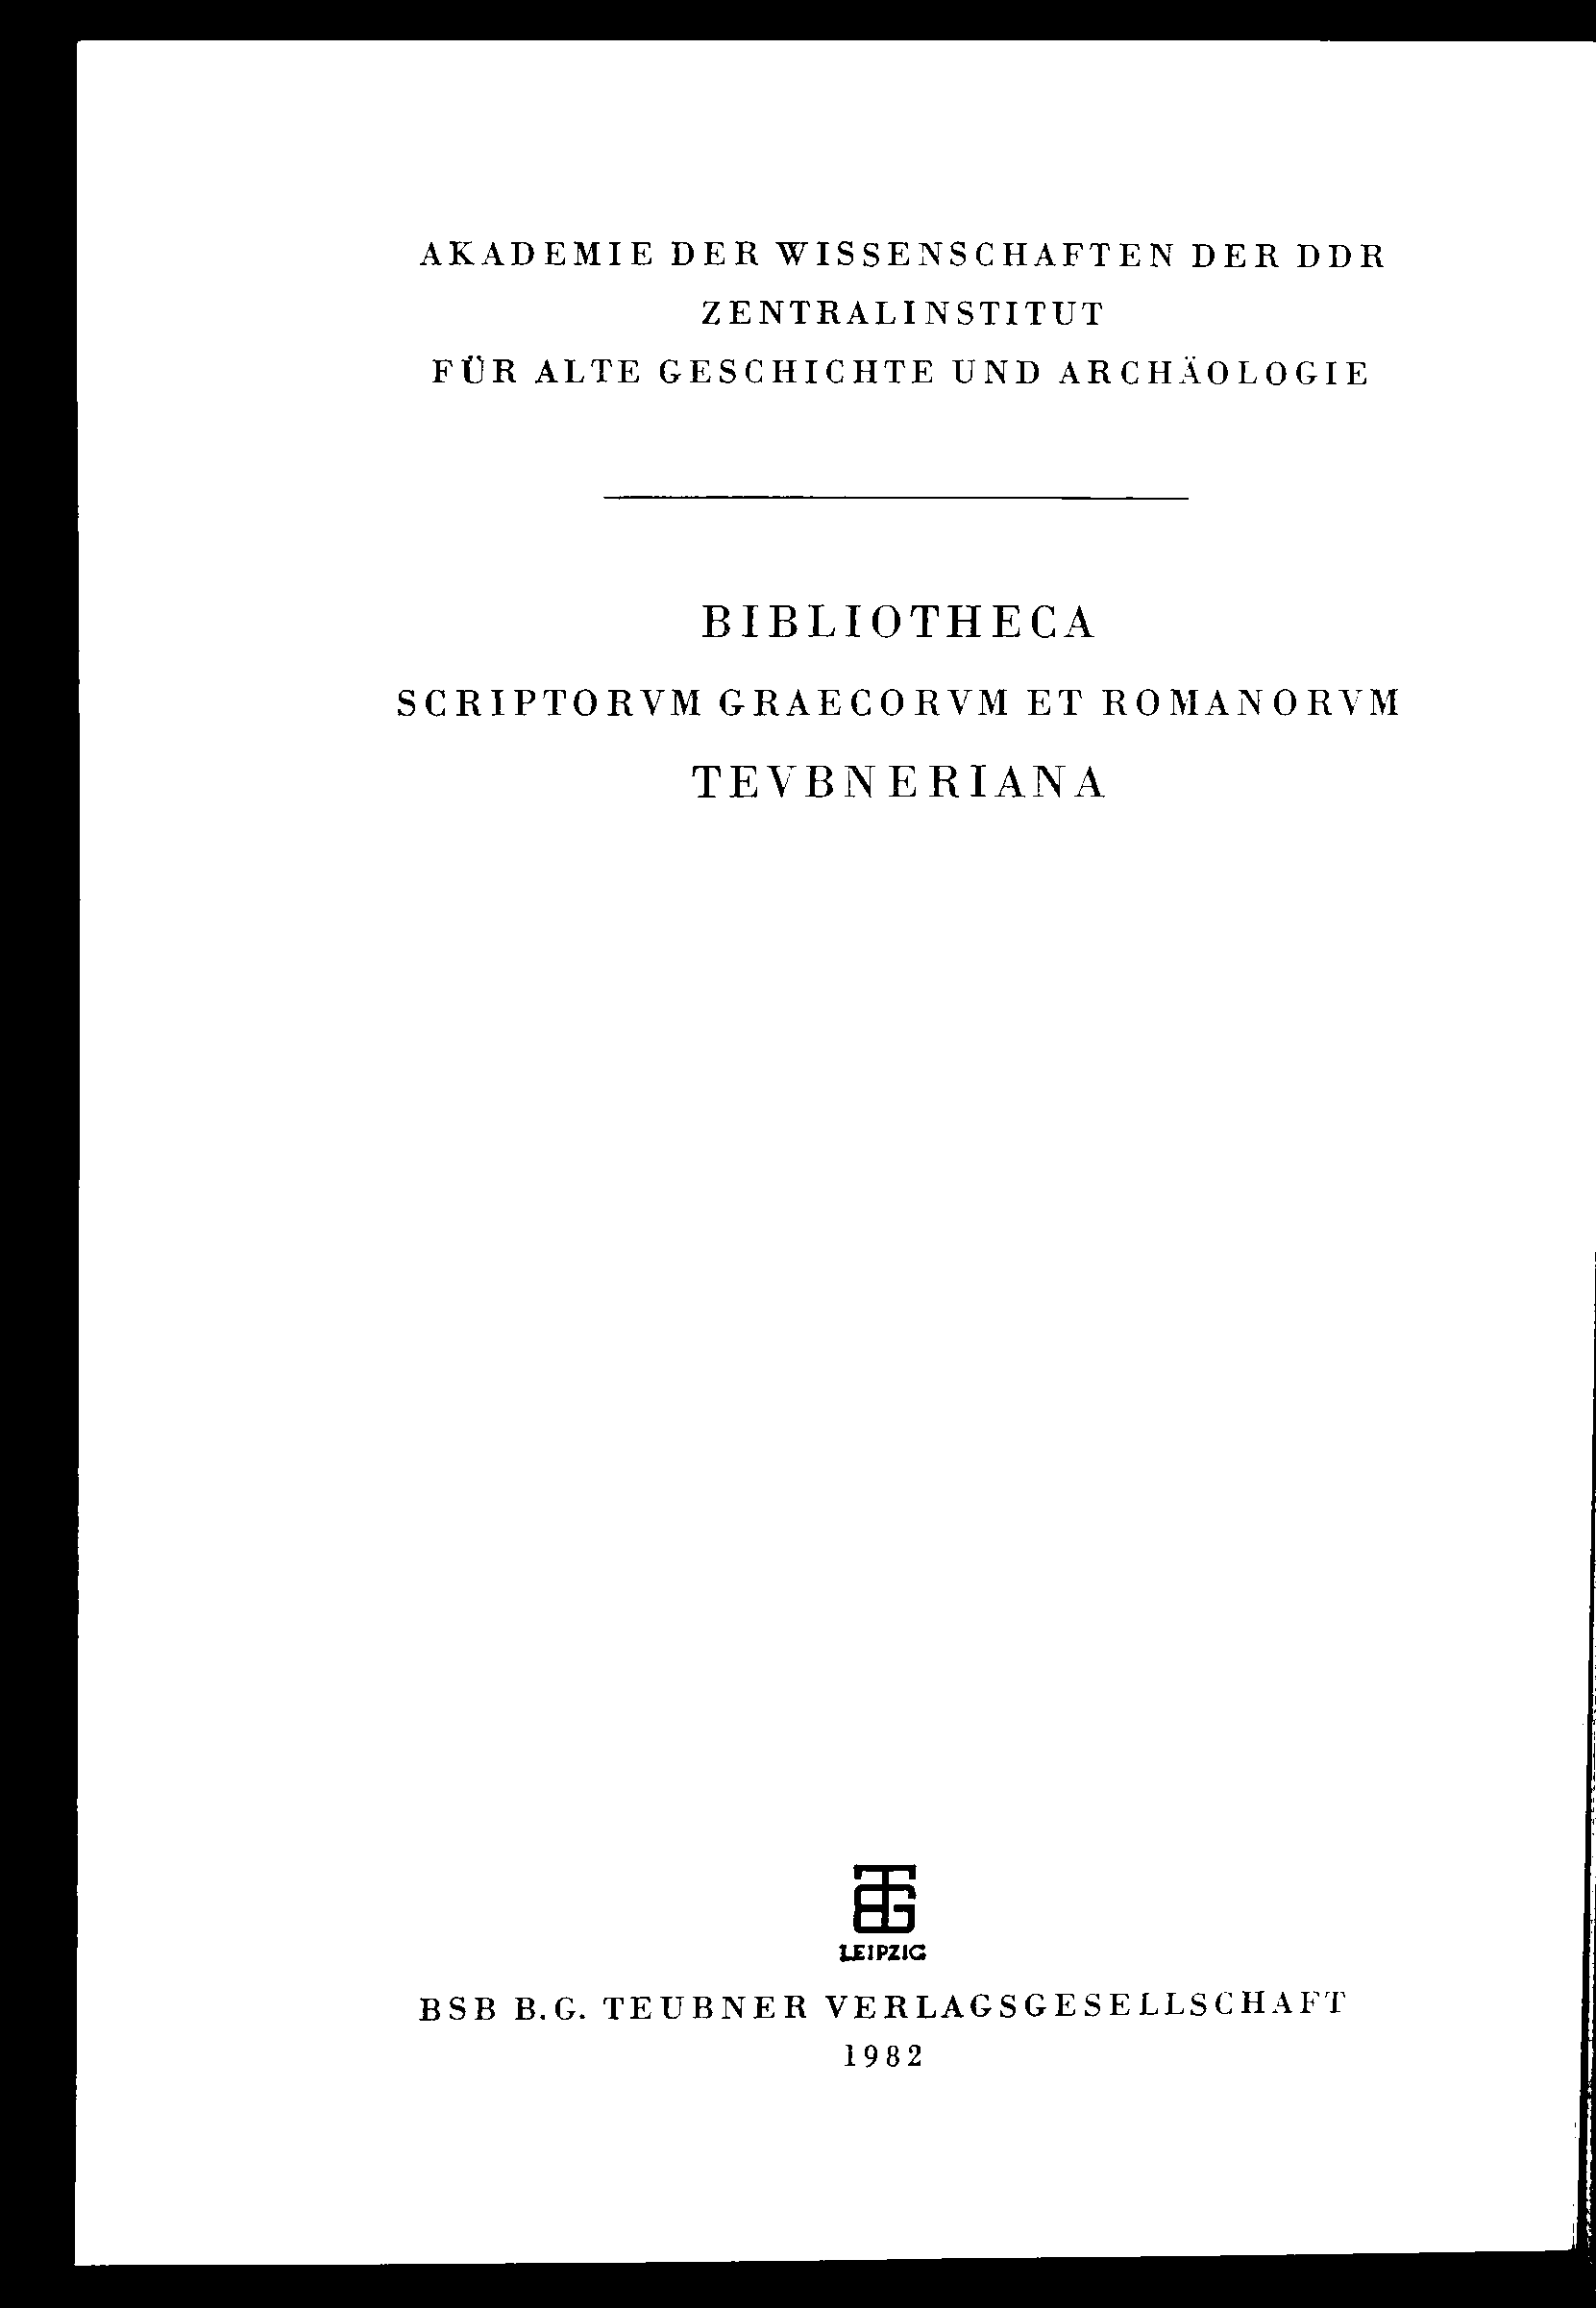 AKADEMIE DER WISSENSCHAFTEN DER DDR
ZENTRALINSTITUT
FÜR ALTE GESCHICHTE UND ARCHÄOLOGIE
BIBLIOTHECA
SCRIPTORVM GRAECORVM ET ROMANORVM
TEVBNERIANA
BTG
LEIPZIG
BSB B.G. TEUBNER VERLAGSGESELLSCHAFT
1982